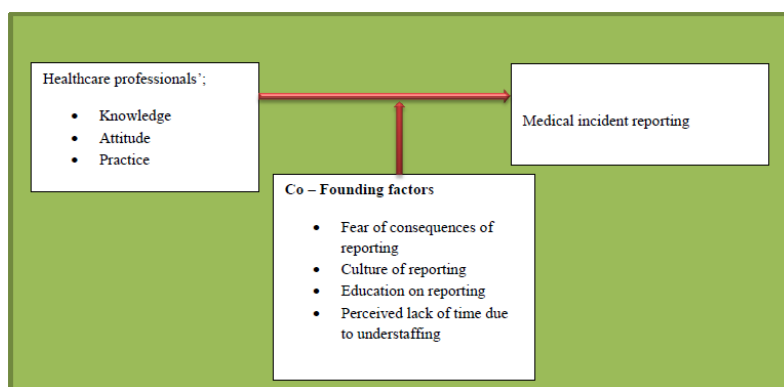 Healthcare professionals’;
• Knowledge
• Attitude
• Practice
Medical incident reporting
Co – Founding factors
• Fear of consequences of
reporting
• Culture of reporting
• Education on reporting
• Perceived lack of time due
to understaffing